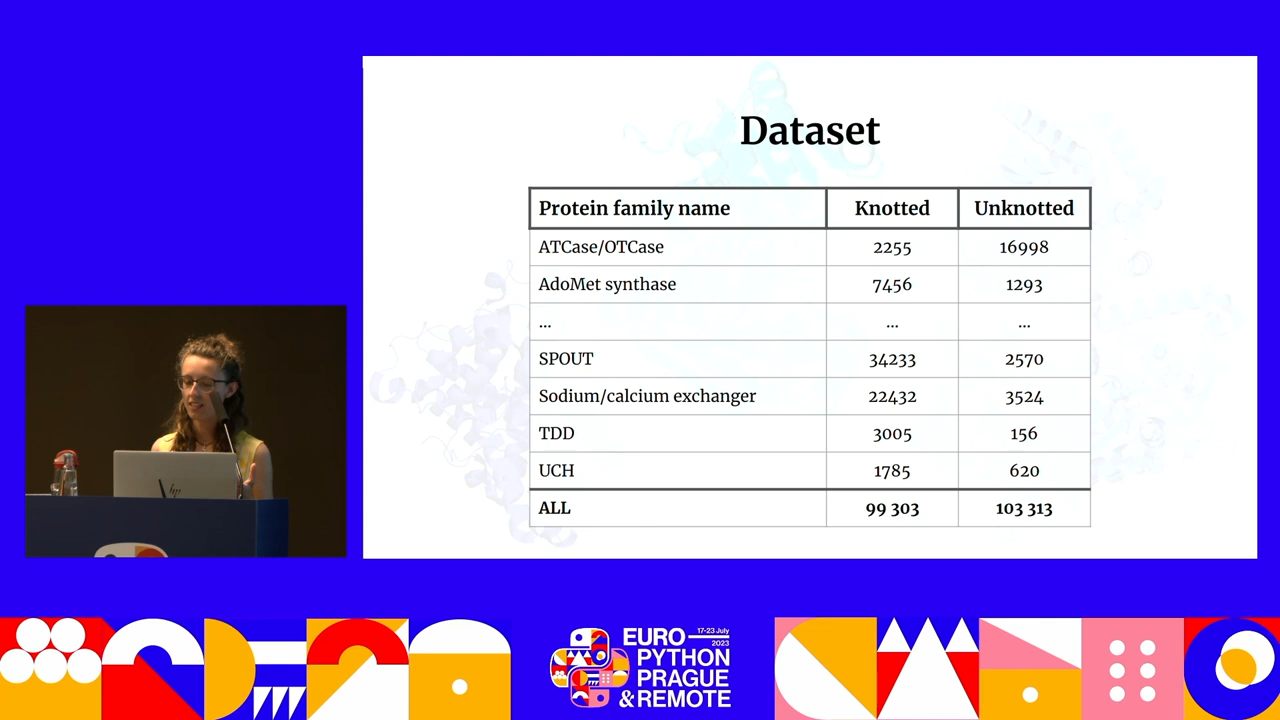 Dataset
Protein family name Knotted Unknotted
ATCase/OTCase 2255 16998
AdoMet synthase 7456 1293
... ... ...
SPOUT 34233 2570
Sodium/calcium exchanger 22432 3524
TDD 3005 156
UCH 1785 620
ALL 99 303 103 313
hp
17-23 July
2023
EURO
PYTHON
PRAGUE
& REMOTE